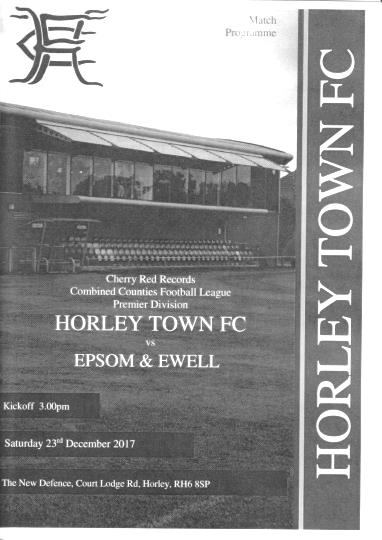 Match
Programme
HORLEY TOWN FC
Cherry Red Records
Combined Counties Football League
Premier Division
HORLEY TOWN FC
vs
EPSOM & EWELL
Kickoff 3.00pm
Saturday 23rd December 2017
The New Defence, Court Lodge Rd, Horley, RH6 8SP